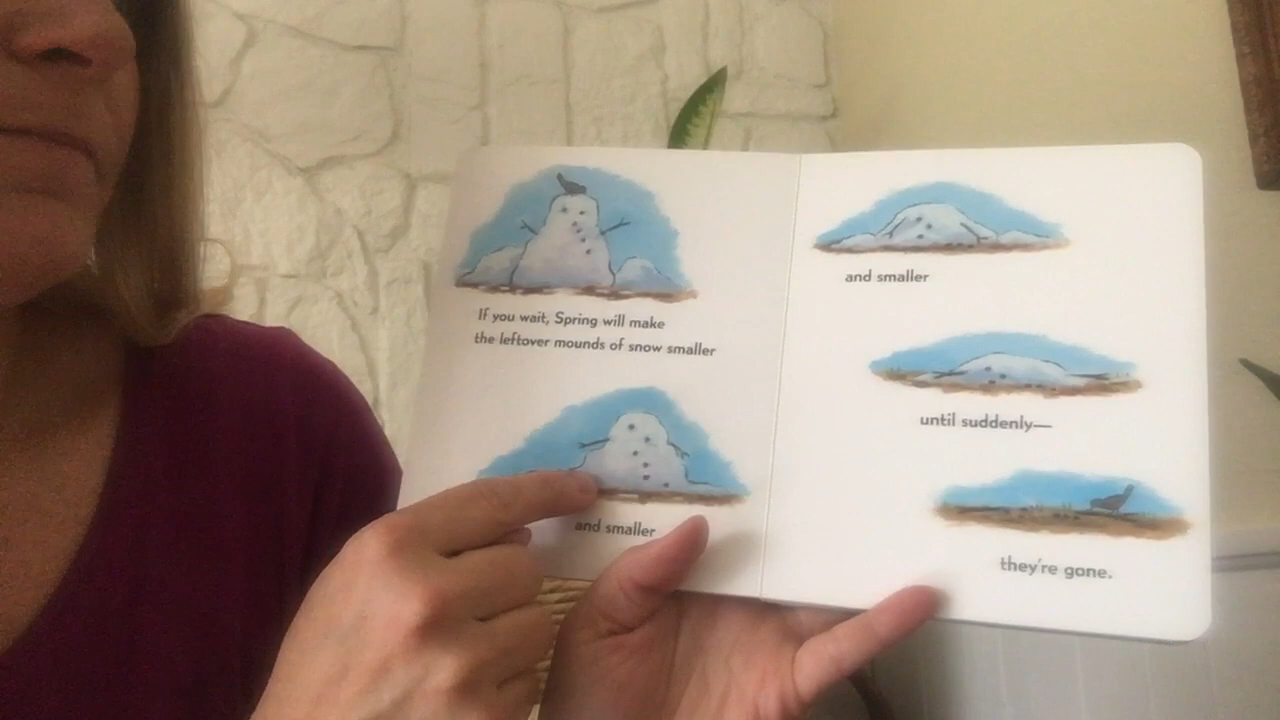 If you wait, Spring will make
the leftover mounds of snow smaller
and smaller
and smaller
until suddenly—
they're gone.